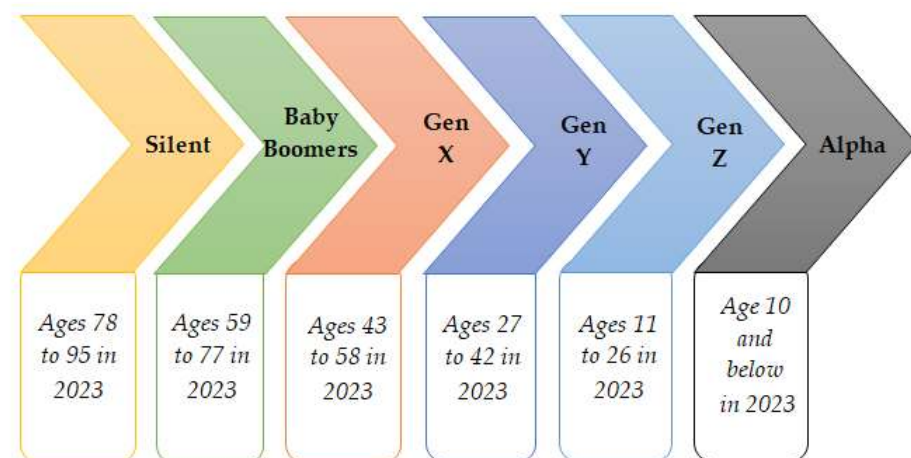 Silent
Baby
Boomers
Gen
X
Gen
Y
Gen
Z
Alpha
Ages 78
to 95 in
2023
Ages 59
to 77 in
2023
Ages 43
to 58 in
2023
Ages 27
to 42 in
2023
Ages 11
to 26 in
2023
Age 10
and
below
in 2023